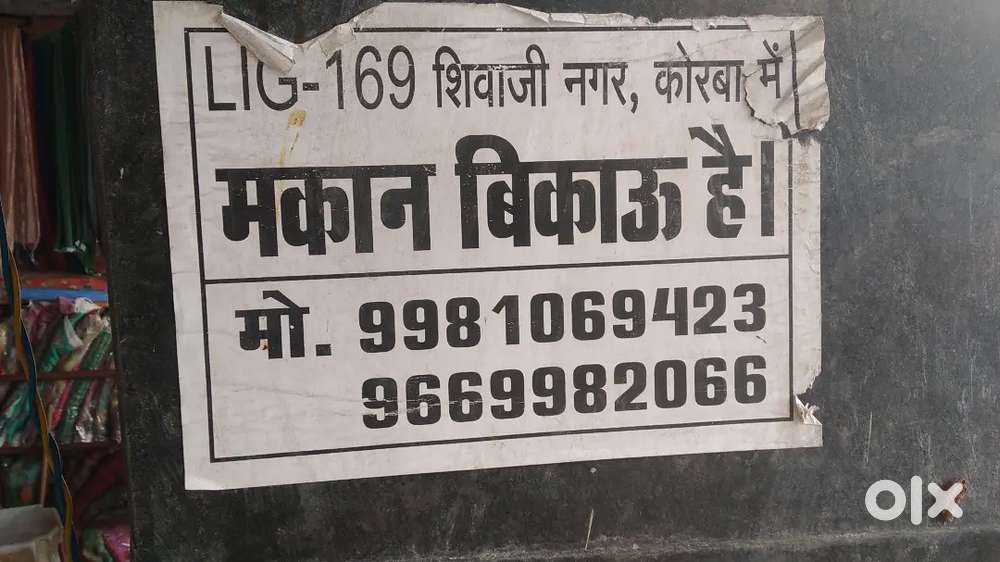 LIG-169 शिवाजी नगर, कोरबा में
मकान बिकाऊ है।
मो. 9981069423
9669982066
olx